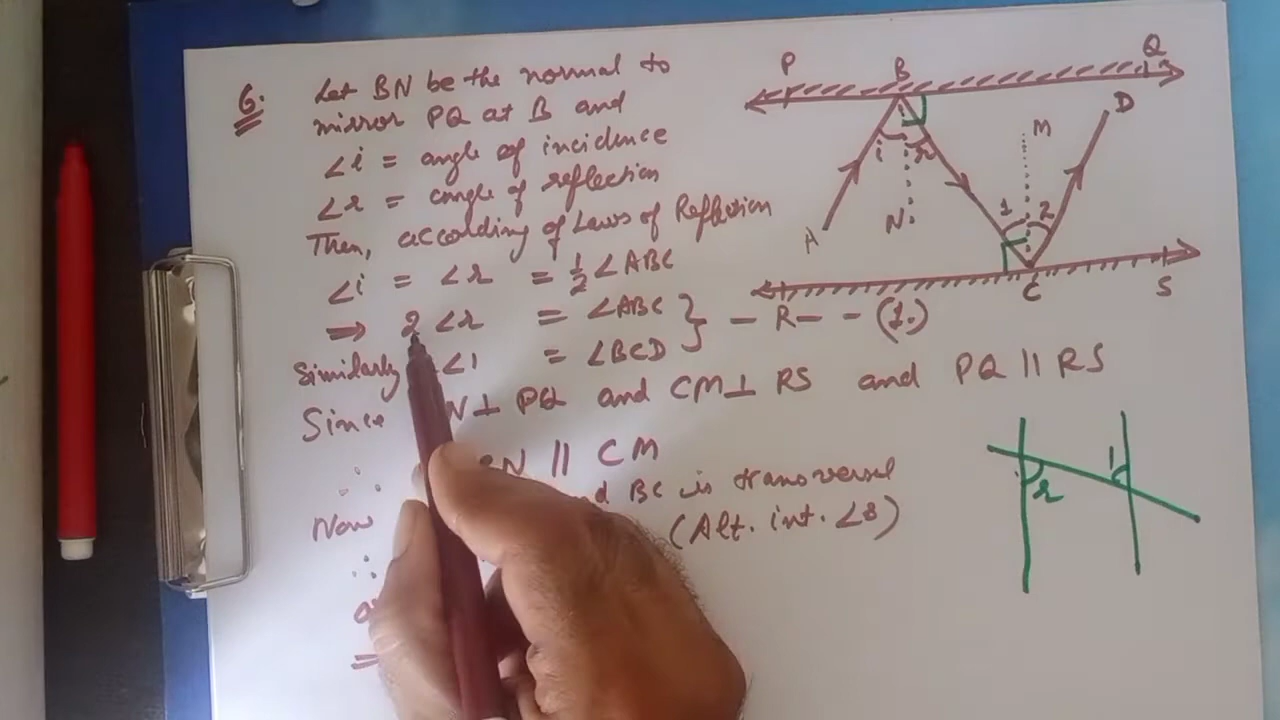 6. Let BN be the normal to
mirror PQ at B and
∠i = angle of incidence
∠r = angle of reflection
Then, according of Laws of Reflection
∠i = ∠r = 1/2 ∠ABC
⇒ 2∠r = ∠ABC
Similarly ∠1 = ∠BCD } - - - (1.)
Since N⊥ PQ and CM⊥ RS and PQ || RS
∴ BN || CM
Now and BC is transversal
∴ (Alt. int. ∠s)
=
P
B
Q
D
M
i
r
N
1
2
A
R
C
S
r
1